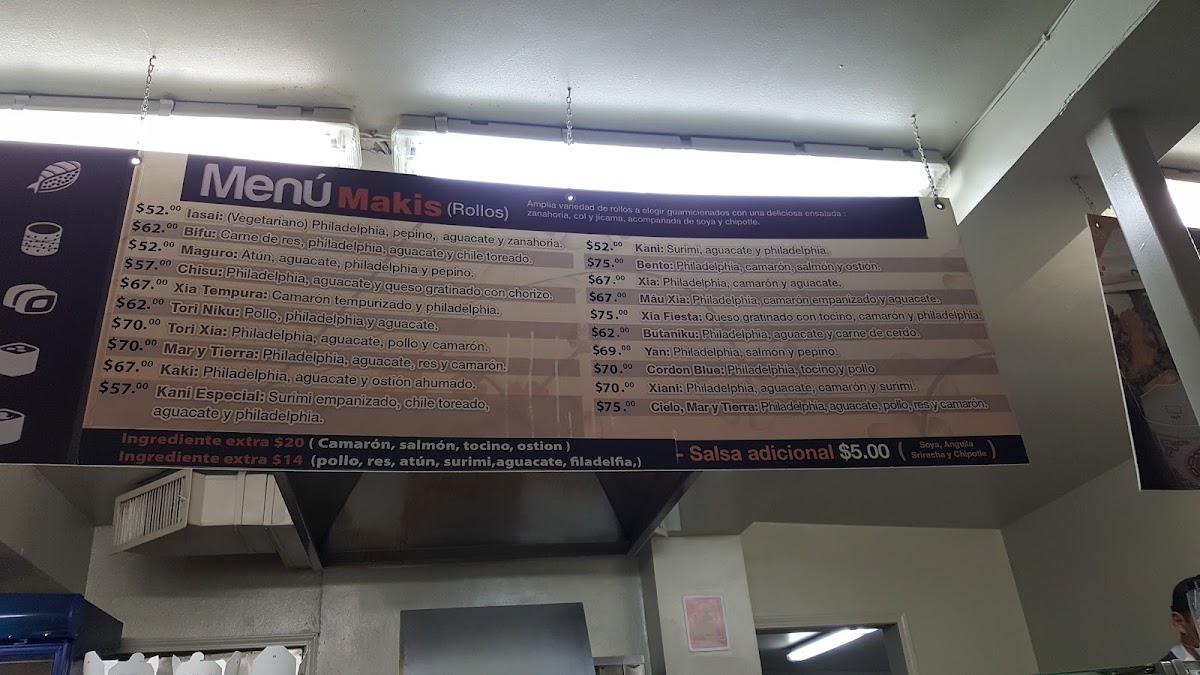 Menú Makis (Rollos)
Amplia variedad de rollos a elegir guarnicionados con una deliciosa ensalada :
zanahoria, col y jicama, acompañada de soya y chipotle.
$52.00 Iasai: (Vegetariano) Philadelphia, pepino, aguacate y zanahoria.
$62.00 Bifu: Carne de res, philadelphia, aguacate y chile toreado.
$52.00 Maguro: Atún, aguacate, philadelphia y pepino.
$57.00 Chisu: Philadelphia, aguacate y queso gratinado con chorizo.
$67.00 Xia Tempura: Camarón tempurizado y philadelphia.
$62.00 Tori Niku: Pollo, philadelphia y aguacate.
$70.00 Tori Xia: Philadelphia, aguacate, pollo y camarón.
$70.00 Mar y Tierra: Philadelphia, aguacate, res y camarón.
$67.00 Kaki: Philadelphia, aguacate y ostión ahumado.
$57.00 Kani Especial: Surimi empanizado, chile toreado,
aguacate y philadelphia.
$52.00 Kani: Surimi, aguacate y philadelphia.
$75.00 Bento: Philadelphia, camarón, salmón y ostión.
$67.00 Xia: Philadelphia, camarón y aguacate.
$67.00 Mâu Xia: Philadelphia, camarón empanizado y aguacate.
$75.00 Xia Fiesta: Queso gratinado con tocino, camarón y philadelphia.
$62.00 Butaniku: Philadelphia, aguacate y carne de cerdo.
$69.00 Yan: Philadelphia, salmón y pepino.
$70.00 Cordon Blue: Philadelphia, tocino y pollo
$70.00 Xiani: Philadelphia, aguacate, camarón y surimi.
$75.00 Cielo, Mar y Tierra: Philadelphia, aguacate, pollo, res y camarón.
Ingrediente extra $20 ( Camarón, salmón, tocino, ostion )
Ingrediente extra $14 (pollo, res, atún, surimi,aguacate, filadelfia,)
- Salsa adicional $5.00 ( Soya, Anguila
Sriracha y Chipotle )